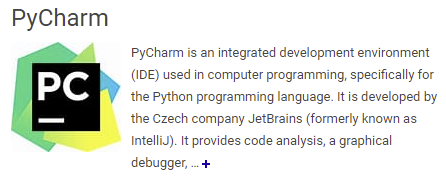 PyCharm
PC
PyCharm is an integrated development environment
(IDE) used in computer programming, specifically for
the Python programming language. It is developed by
the Czech company JetBrains (formerly known as
IntelliJ). It provides code analysis, a graphical
debugger, ... +